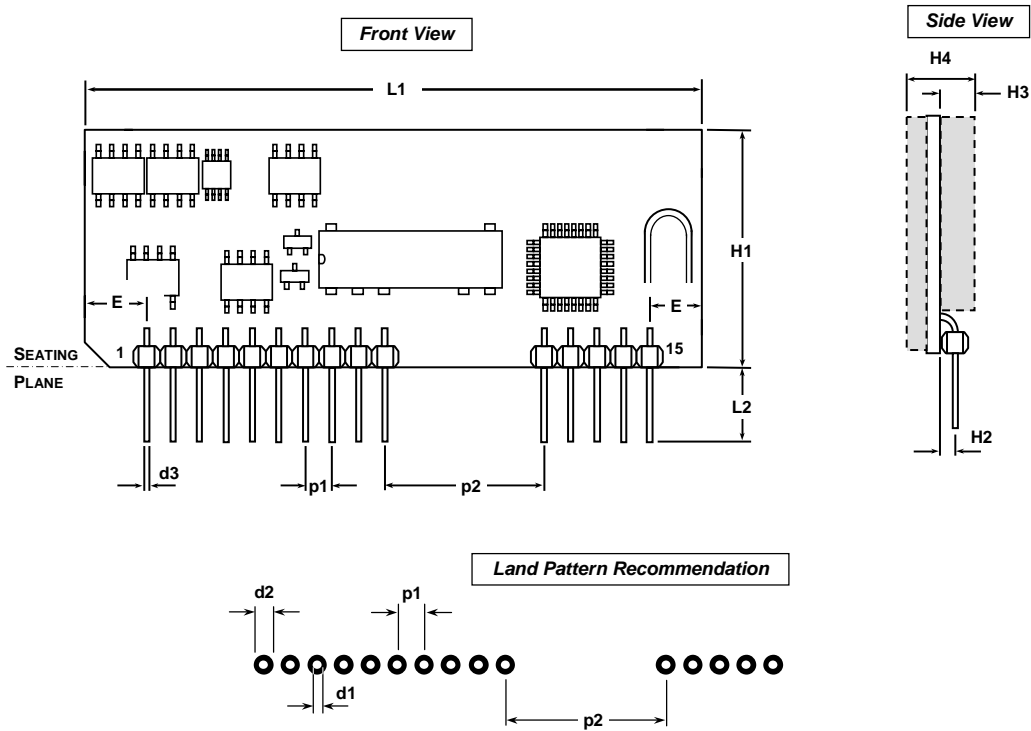 Front View
Side View
H4
L1
H3
H1
E
E
1
15
SEATING
PLANE
L2
H2
d3
p1
p2
Land Pattern Recommendation
d2
p1
d1
p2